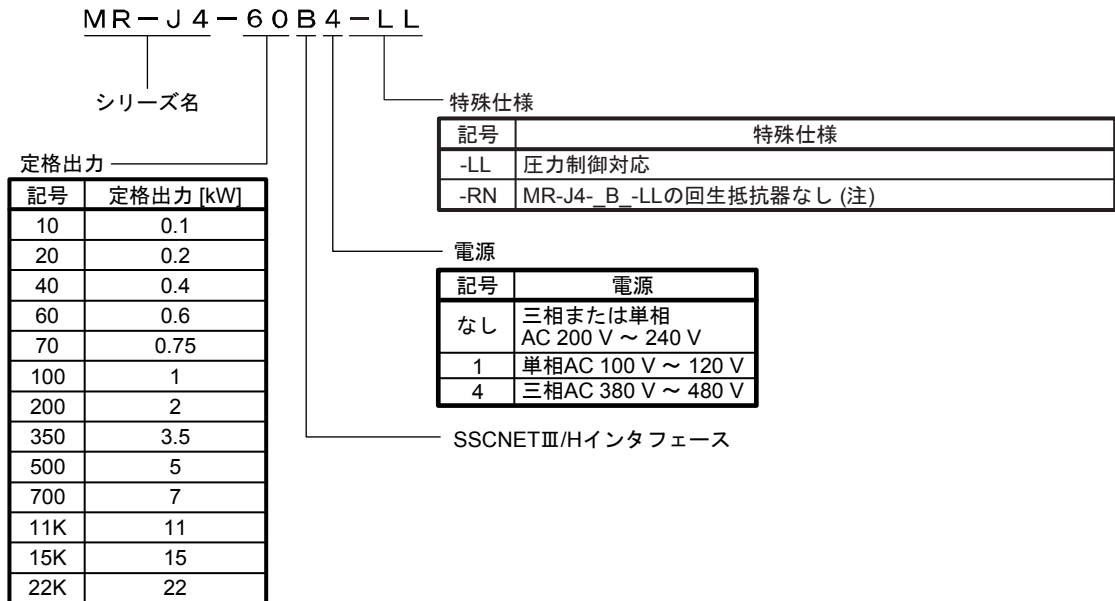 MR-J4-60B4-LL
シリーズ名
定格出力
記号 定格出力 [kW]
10 0.1
20 0.2
40 0.4
60 0.6
70 0.75
100 1
200 2
350 3.5
500 5
700 7
11K 11
15K 15
22K 22
特殊仕様
記号 特殊仕様
-LL 圧力制御対応
-RN MR-J4-_B_-LLの回生抵抗器なし (注)
電源
記号 電源
なし 三相または単相
AC 200 V ～ 240 V
1 単相AC 100 V ～ 120 V
4 三相AC 380 V ～ 480 V
SSCNETⅢ/Hインタフェース